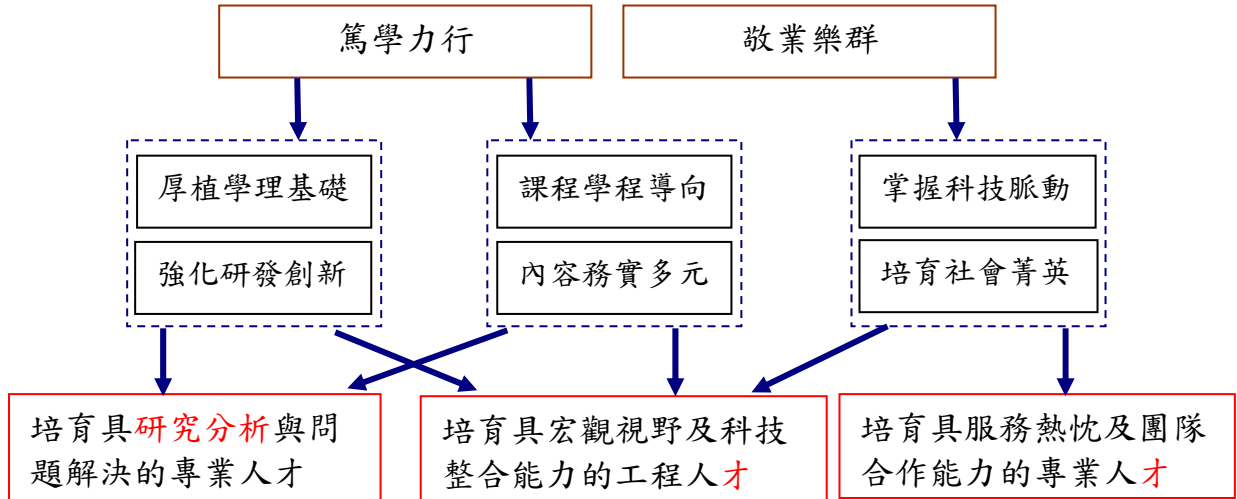 篤學力行
敬業樂群
厚植學理基礎
課程學程導向
掌握科技脈動
強化研發創新
內容務實多元
培育社會菁英
培育具研究分析與問
題解決的專業人才
培育具宏觀視野及科技
整合能力的工程人才
培育具服務熱忱及團隊
合作能力的專業人才